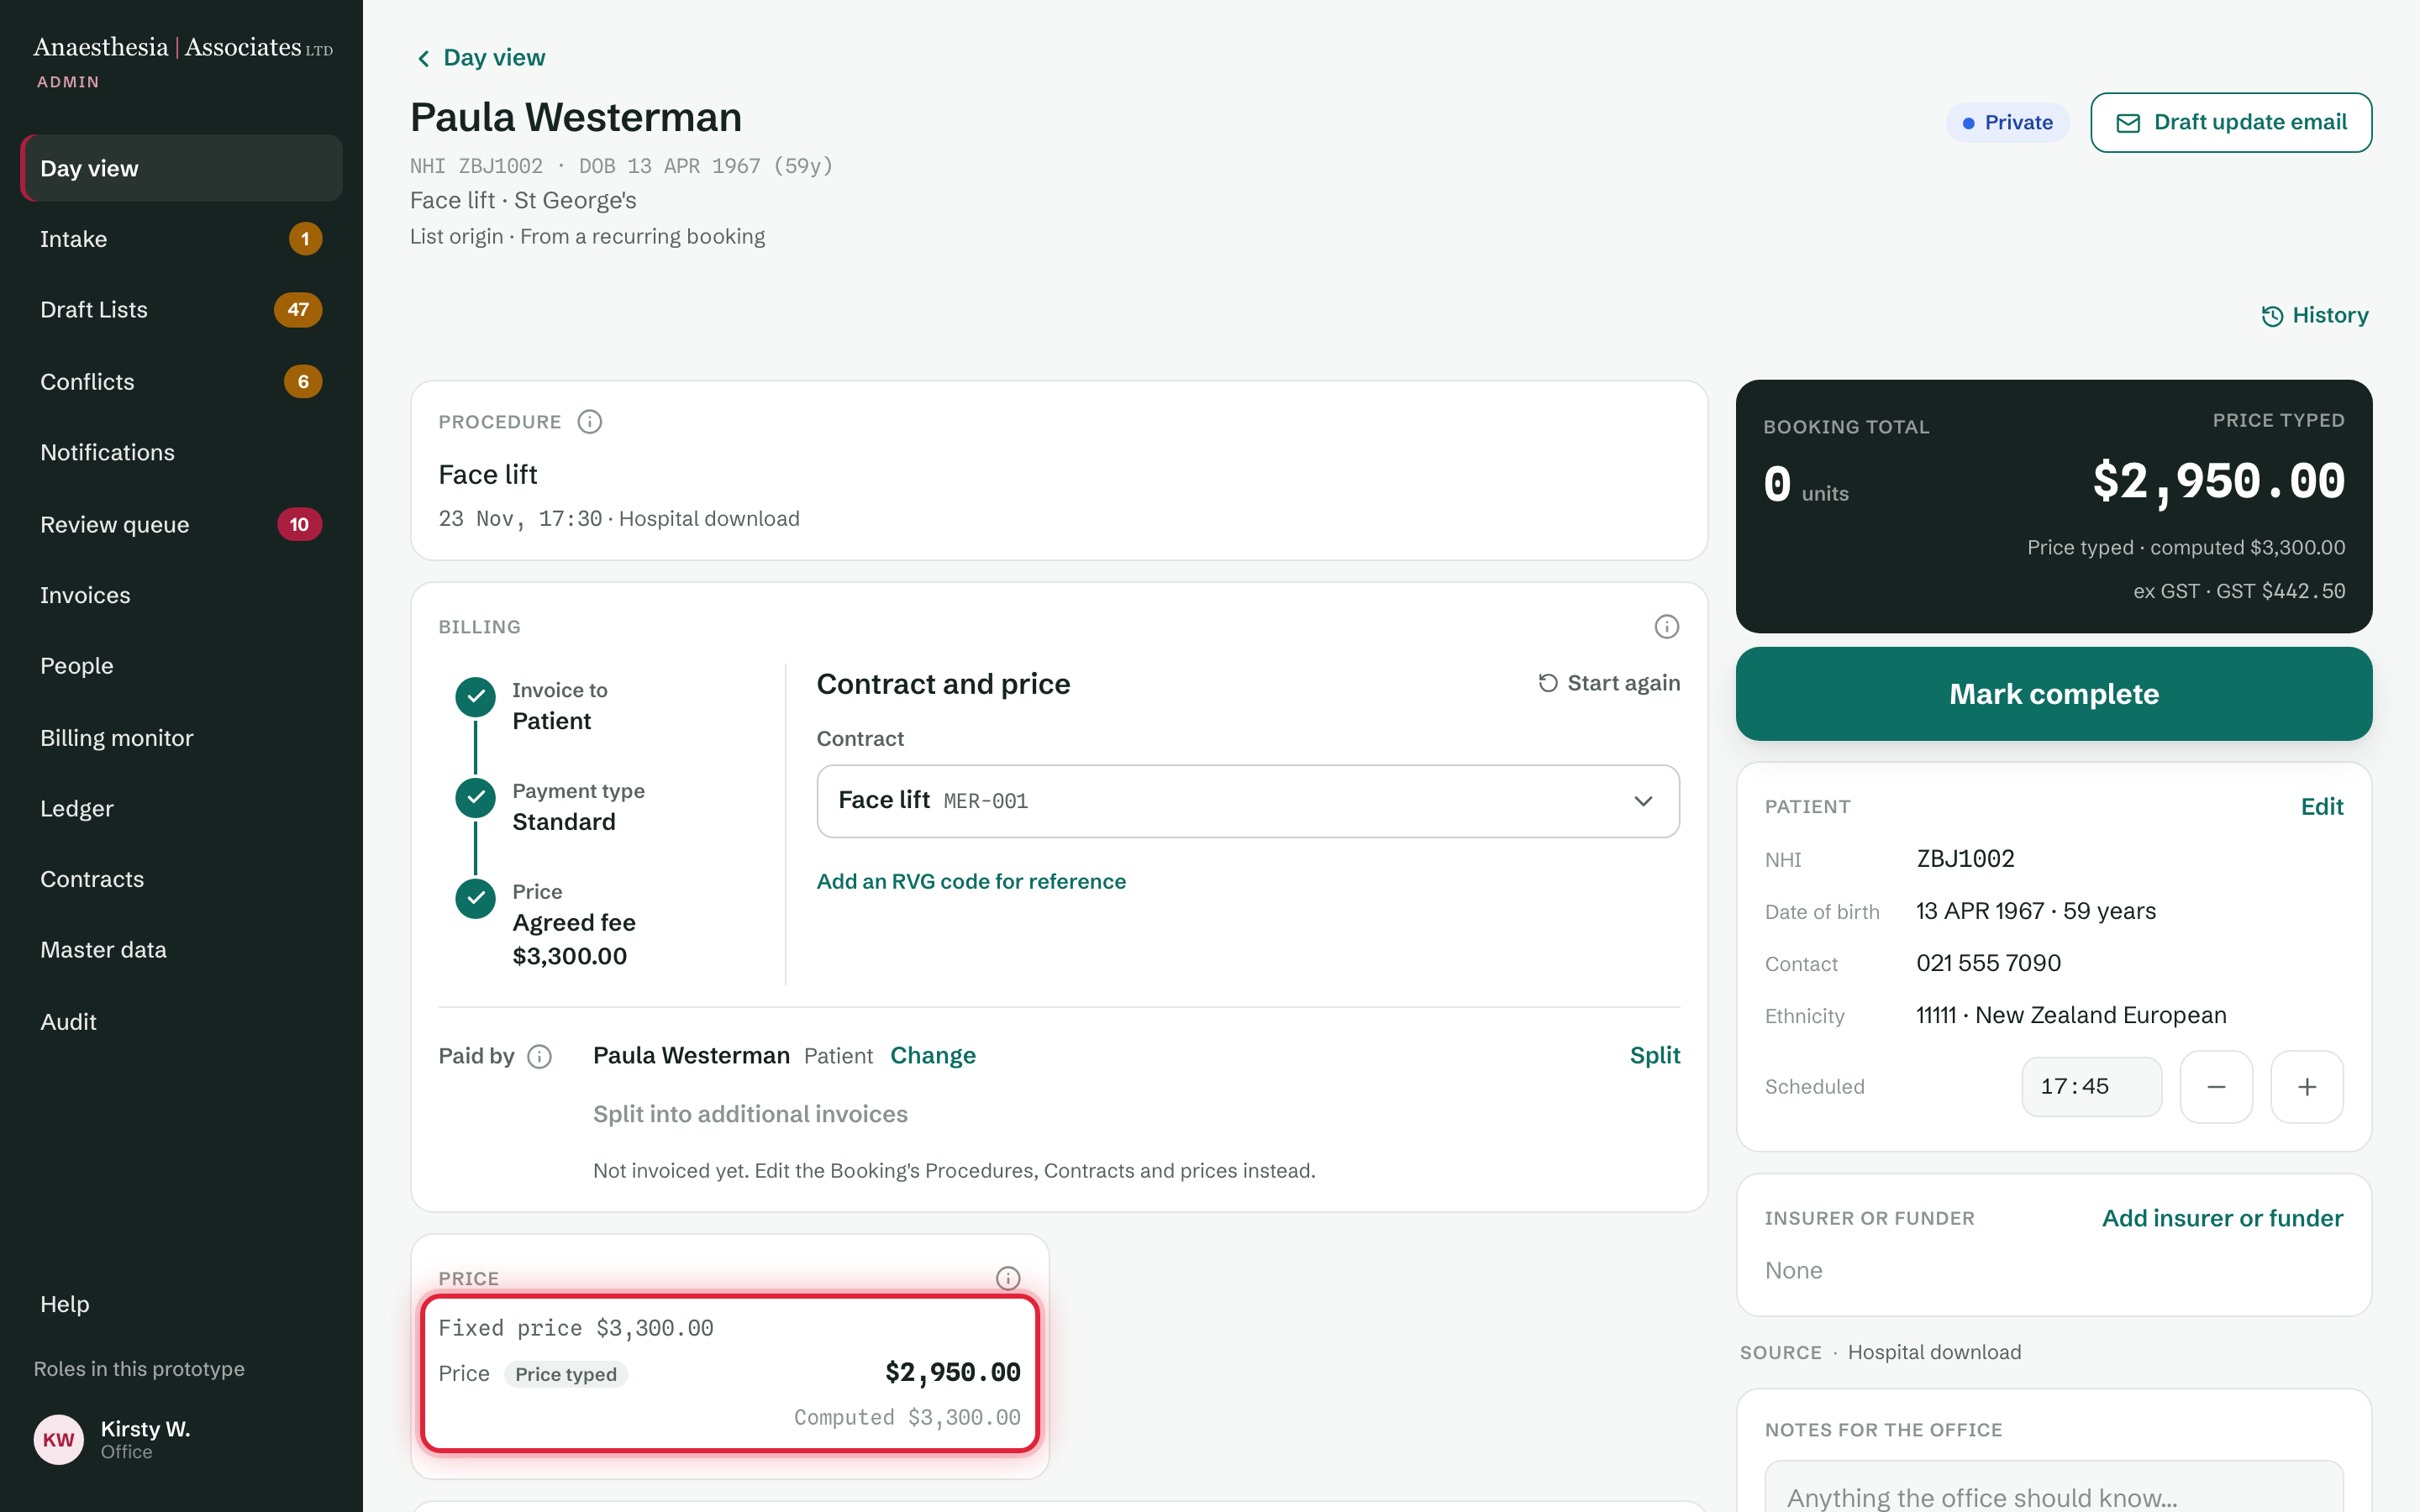 Anaesthesia | Associates LTD
ADMIN
Day view
Intake 1
Draft Lists 47
Conflicts 6
Notifications
Review queue 10
Invoices
People
Billing monitor
Ledger
Contracts
Master data
Audit
Help
Roles in this prototype
KW
Kirsty W.
Office
Day view
Paula Westerman
NHI ZBJ1002 · DOB 13 APR 1967 (59y)
Face lift · St George's
List origin · From a recurring booking
Private
Draft update email
History
PROCEDURE
Face lift
23 Nov, 17:30 · Hospital download
BILLING
Invoice to
Patient
Payment type
Standard
Price
Agreed fee
$3,300.00
Contract and price
Start again
Contract
Face lift MER-001
Add an RVG code for reference
Paid by
Paula Westerman Patient Change
Split
Split into additional invoices
Not invoiced yet. Edit the Booking's Procedures, Contracts and prices instead.
PRICE
Fixed price $3,300.00
Price Price typed $2,950.00
Computed $3,300.00
BOOKING TOTAL
PRICE TYPED
0 units
$2,950.00
Price typed · computed $3,300.00
ex GST · GST $442.50
Mark complete
PATIENT
Edit
NHI ZBJ1002
Date of birth 13 APR 1967 · 59 years
Contact 021 555 7090
Ethnicity 11111 · New Zealand European
Scheduled 17:45 − +
INSURER OR FUNDER
Add insurer or funder
None
SOURCE · Hospital download
NOTES FOR THE OFFICE
Anything the office should know...